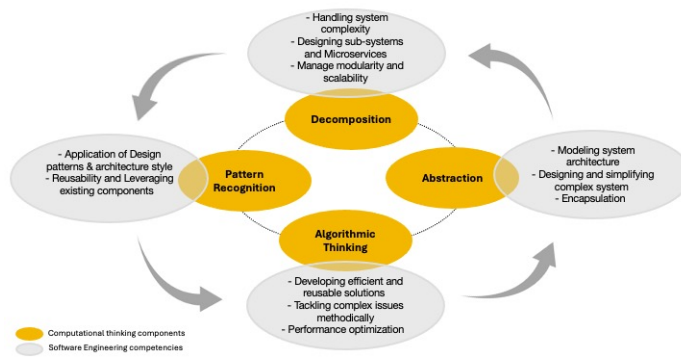 - Handling system
complexity
- Designing sub-systems
and Microservices
- Manage modularity and
scalability
Decomposition
- Application of Design
patterns & architecture style
- Reusability and Leveraging
existing components
Pattern
Recognition
Abstraction
- Modeling system
architecture
- Designing and simplifying
complex system
- Encapsulation
Algorithmic
Thinking
- Developing efficient and
reusable solutions
- Tackling complex issues
methodically
- Performance optimization
Computational thinking components
Software Engineering competencies